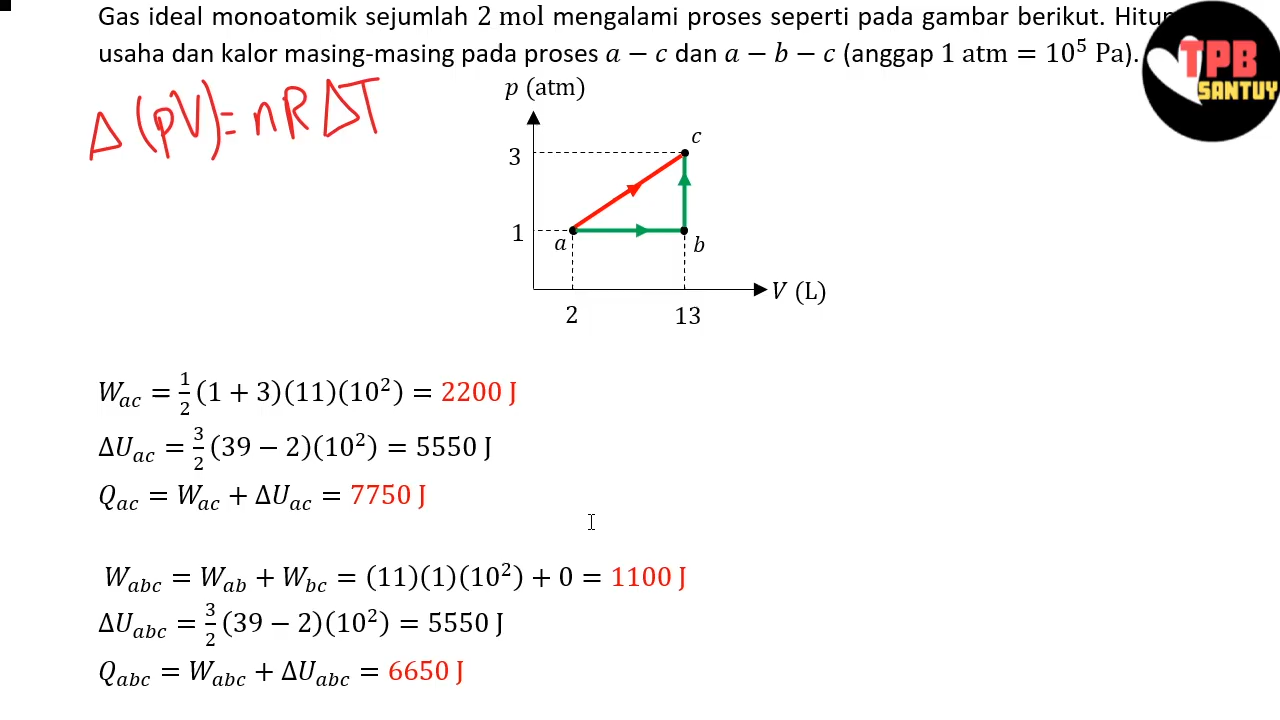 Gas ideal monoatomik sejumlah 2 mol mengalami proses seperti pada gambar berikut.
usaha dan kalor masing-masing pada proses a − c dan a − b − c (anggap 1 atm = 10⁵ Pa).
TPB
SANTUY
Δ(pV) = nRΔT
p (atm)
c
3
1
a
b
V (L)
2
13
W_ac = ½(1 + 3)(11)(10²) = 2200 J
ΔU_ac = 3/2 (39 − 2)(10²) = 5550 J
Q_ac = W_ac + ΔU_ac = 7750 J
W_abc = W_ab + W_bc = (11)(1)(10²) + 0 = 1100 J
ΔU_abc = 3/2 (39 − 2)(10²) = 5550 J
Q_abc = W_abc + ΔU_abc = 6650 J